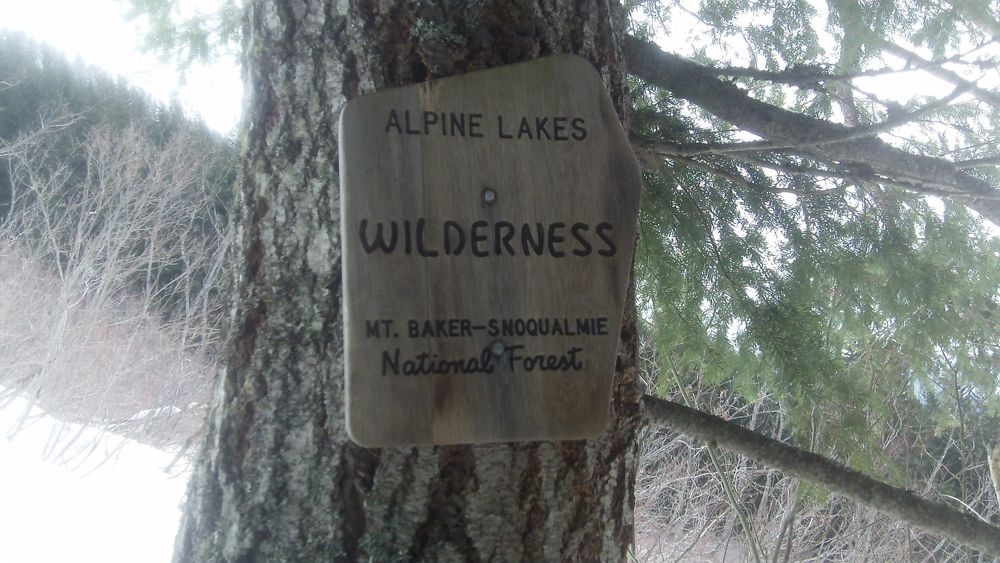 ALPINE LAKES
WILDERNESS
MT. BAKER-SNOQUALMIE
National Forest